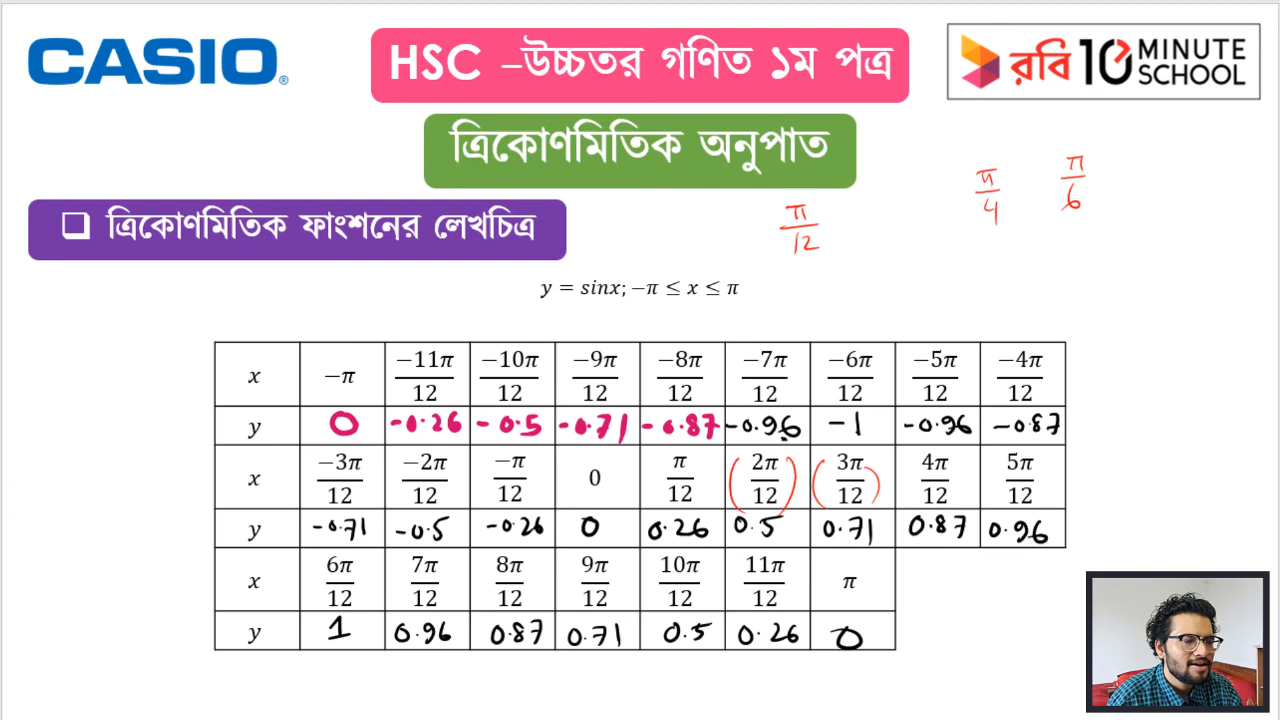 CASIO
HSC –উচ্চতর গণিত ১ম পত্র
রবি 10 MINUTE SCHOOL
ত্রিকোণমিতিক অনুপাত
π/4 π/6
❑ ত্রিকোণমিতিক ফাংশনের লেখচিত্র
π/12
y = sinx; −π ≤ x ≤ π
x −π −11π/12 −10π/12 −9π/12 −8π/12 −7π/12 −6π/12 −5π/12 −4π/12
y 0 -0.26 -0.5 -0.71 -0.87 -0.96 -1 -0.96 -0.87
x −3π/12 −2π/12 −π/12 0 π/12 (2π/12) (3π/12) 4π/12 5π/12
y -0.71 -0.5 -0.26 0 0.26 0.5 0.71 0.87 0.96
x 6π/12 7π/12 8π/12 9π/12 10π/12 11π/12 π
y 1 0.96 0.87 0.71 0.5 0.26 0